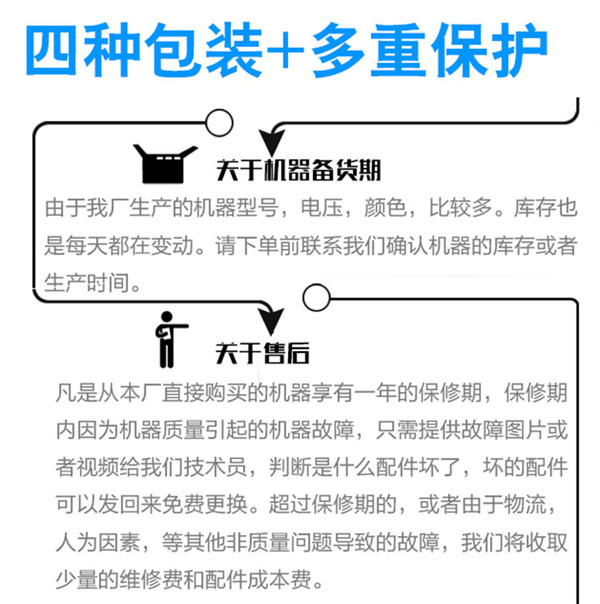 四种包装+多重保护
关于机器备货期
由于我厂生产的机器型号，电压，颜色，比较多。库存也
是每天都在变动。请下单前联系我们确认机器的库存或者
生产时间。
关于售后
凡是从本厂直接购买的机器享有一年的保修期，保修期
内因为机器质量引起的机器故障，只需提供故障图片或
者视频给我们技术员，判断是什么配件坏了，坏的配件
可以发回来免费更换。超过保修期的，或者由于物流，
人为因素，等其他非质量问题导致的故障，我们将收取
少量的维修费和配件成本费。